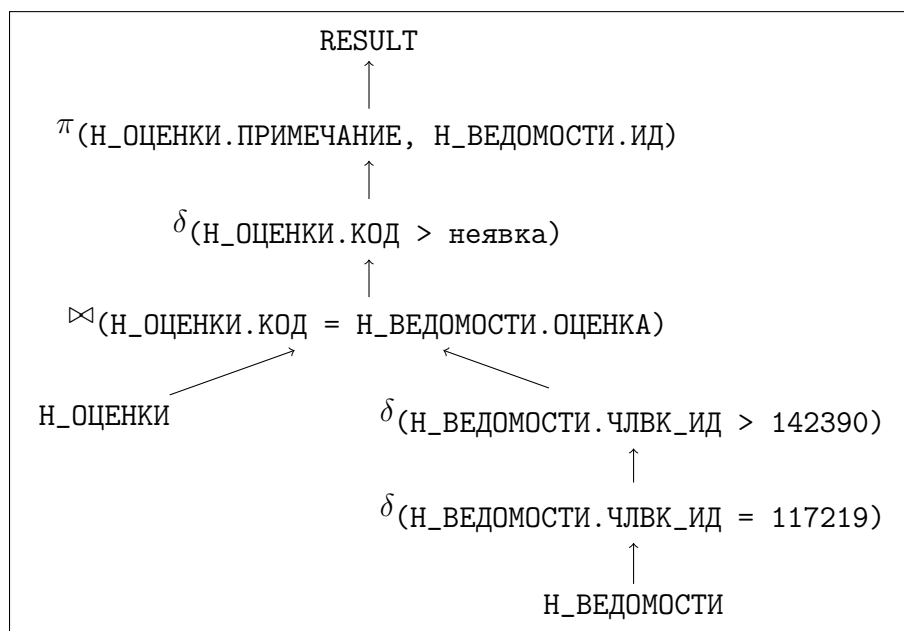 RESULT
π(Н_ОЦЕНКИ.ПРИМЕЧАНИЕ, Н_ВЕДОМОСТИ.ИД)
δ(Н_ОЦЕНКИ.КОД > неявка)
⋈(Н_ОЦЕНКИ.КОД = Н_ВЕДОМОСТИ.ОЦЕНКА)
Н_ОЦЕНКИ
δ(Н_ВЕДОМОСТИ.ЧЛВК_ИД > 142390)
δ(Н_ВЕДОМОСТИ.ЧЛВК_ИД = 117219)
Н_ВЕДОМОСТИ